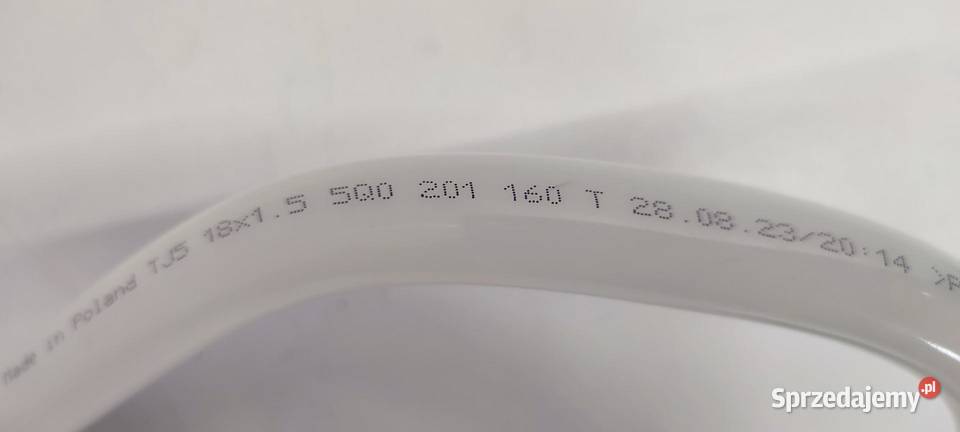 Made in Poland TJ5 18x1.5 5Q0 201 160 T 28.08.23/20:14 >P
Sprzedajemy.pl